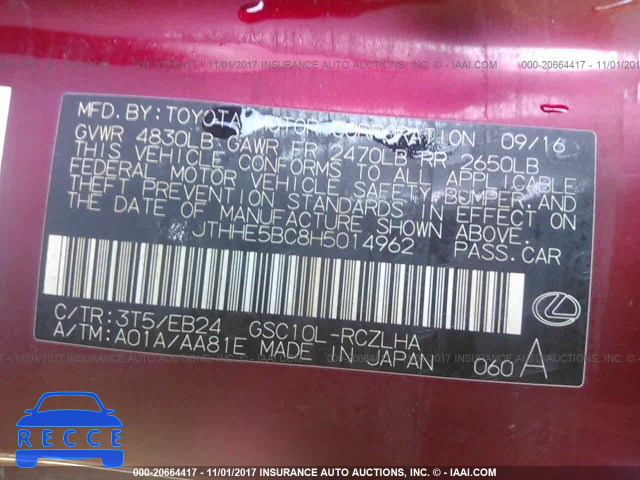 000-20664417 - 11/01/2017 INSURANCE AUTO AUCTIONS - © IAAI.COM
MFD. BY: TOYOTA MOTOR CORPORATION 09/16
GVWR 4830LB GAWR FR 2470LB RR 2650LB
THIS VEHICLE CONFORMS TO ALL APPLICABLE
FEDERAL MOTOR VEHICLE SAFETY, BUMPER, AND
THEFT PREVENTION STANDARDS IN EFFECT ON
THE DATE OF MANUFACTURE SHOWN ABOVE.
JTHHE5BC8H5014962 PASS. CAR
C/TR: 3T5/EB24 GSC10L-RCZLHA
A/TM: A01A/AA81E MADE IN JAPAN 060 A
000-20664417 - 11/01/2017 INSURANCE AUTO AUCTIONS - © IAAI.COM